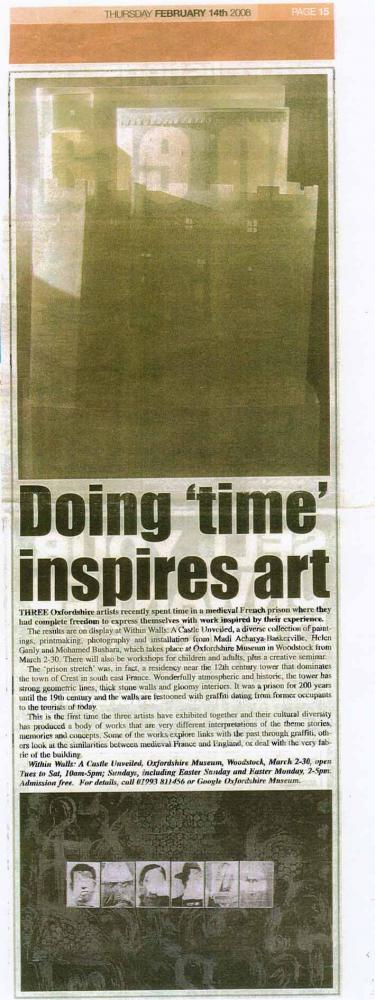 THURSDAY FEBRUARY 14th 2008 PAGE 15
Doing ‘time’
inspires art
THREE Oxfordshire artists recently spent time in a medieval French prison where they
had complete freedom to express themselves with work inspired by their experience.
The results are on display at Within Walls: A Castle Unveiled, a diverse collection of paint-
ings, printmaking, photography and installation from Madi Acharya-Baskerville, Helen
Ganly and Mohamed Bushara, which takes place at Oxfordshire Museum in Woodstock from
March 2-30. There will also be workshops for children and adults, plus a creative seminar.
The ‘prison stretch’ was, in fact, a residency near the 12th century tower that dominates
the town of Crest in south east France. Wonderfully atmospheric and historic, the tower has
strong geometric lines, thick stone walls and gloomy interiors. It was a prison for 200 years
until the 19th century and the walls are festooned with graffiti dating from former occupants
to the tourists of today.
This is the first time the three artists have exhibited together and their cultural diversity
has produced a body of works that are very different interpretations of the theme stories,
memories and concepts. Some of the works explore links with the past through graffiti, oth-
ers look at the similarities between medieval France and England, or deal with the very fab-
ric of the building.
Within Walls: A Castle Unveiled, Oxfordshire Museum, Woodstock, March 2-30, open
Tues to Sat, 10am-5pm; Sundays, including Easter Sunday and Easter Monday, 2-5pm.
Admission free. For details, call 01993 811456 or Google Oxfordshire Museum.